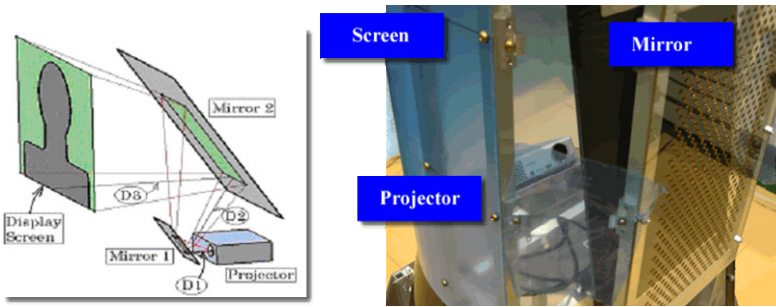 Mirror 2
D3
D2
Display
Screen
Mirror 1
D1
Projector
Screen
Mirror
Projector